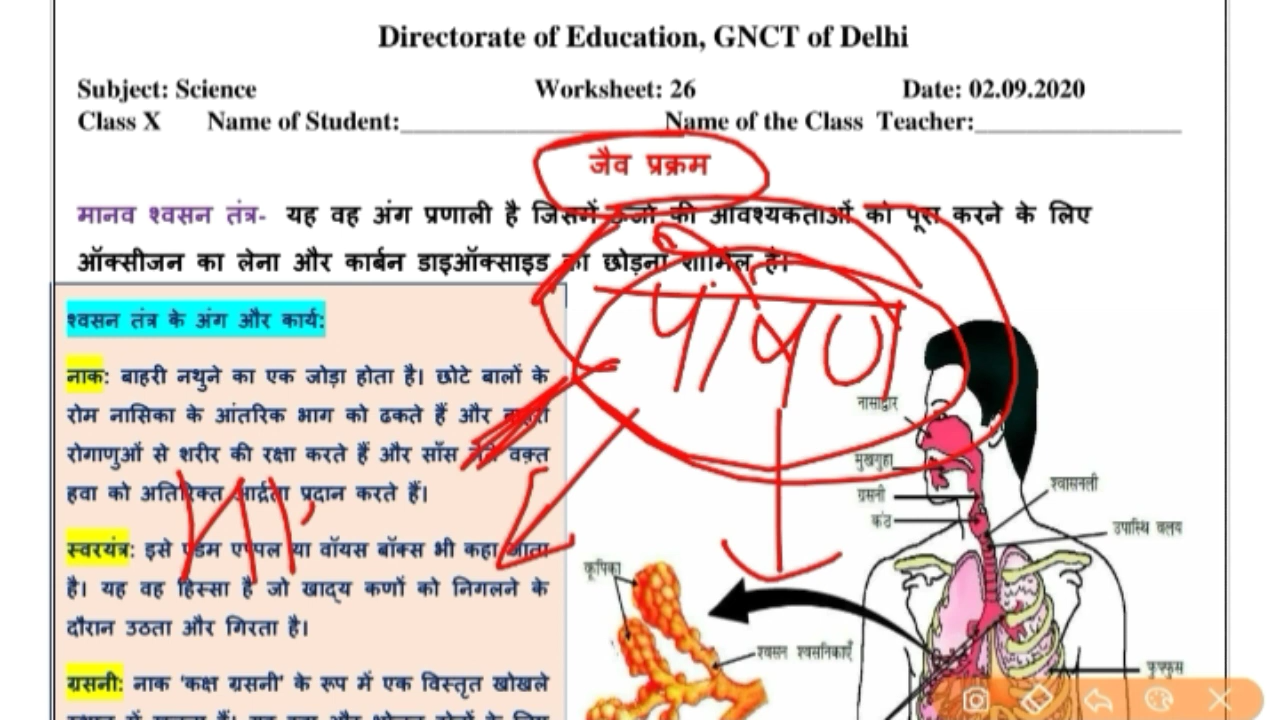 Directorate of Education, GNCT of Delhi
Subject: Science Worksheet: 26 Date: 02.09.2020
Class X Name of Student:____________________ Name of the Class Teacher:________________
जैव प्रक्रम
मानव श्वसन तंत्र- यह वह अंग प्रणाली है जिसमें ऊर्जा की आवश्यकताओं को पूरा करने के लिए
ऑक्सीजन का लेना और कार्बन डाइऑक्साइड का छोड़ना शामिल है।
पोषण
श्वसन तंत्र के अंग और कार्य:
नाक: बाहरी नथुने का एक जोड़ा होता है। छोटे बालों के
रोम नासिका के आंतरिक भाग को ढकते हैं और
रोगाणुओं से शरीर की रक्षा करते हैं और साँस लेते वक़्त
हवा को अतिरिक्त आर्द्रता प्रदान करते हैं।
स्वरयंत्र: इसे एडम एप्पल या वॉयस बॉक्स भी कहा जाता
है। यह वह हिस्सा है जो खाद्य कणों को निगलने के
दौरान उठता और गिरता है।
ग्रसनी: नाक 'कक्ष ग्रसनी' के रूप में एक विस्तृत खोखले
नासाद्वार
मुखगुहा
ग्रसनी
कंठ
श्वासनली
उपास्थि वलय
कूपिका
श्वसन श्वसनिकाएँ
फुफ्फुस